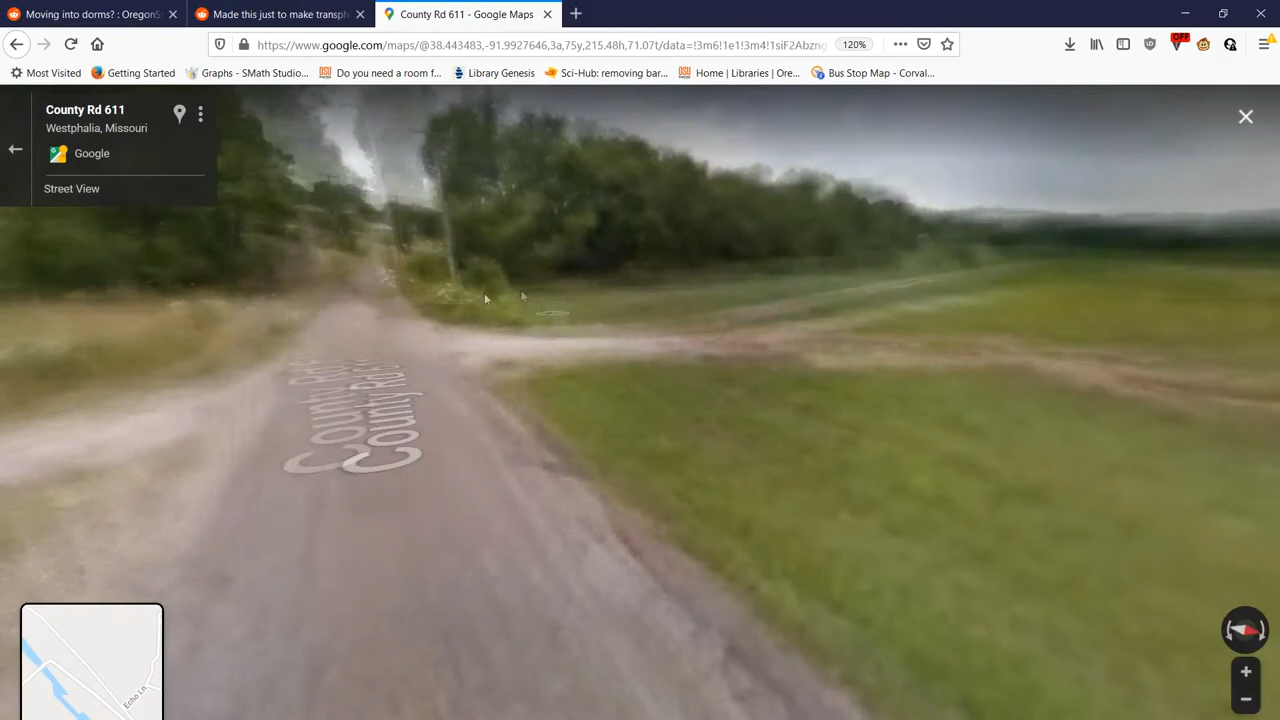 Moving into dorms? : OregonS
Made this just to make transph
County Rd 611 - Google Maps
https://www.google.com/maps/@38.443483,-91.9927646,3a,75y,215.48h,71.07t/data=!3m6!1e1!3m4!1siF2Abzng
120%
OFF
Most Visited
Getting Started
Graphs - SMath Studio...
Do you need a room f...
Library Genesis
Sci-Hub: removing bar...
Home | Libraries | Ore...
Bus Stop Map - Corval...
County Rd 611
Westphalia, Missouri
Google
Street View
County Rd
County Rd 6
Echo Ln